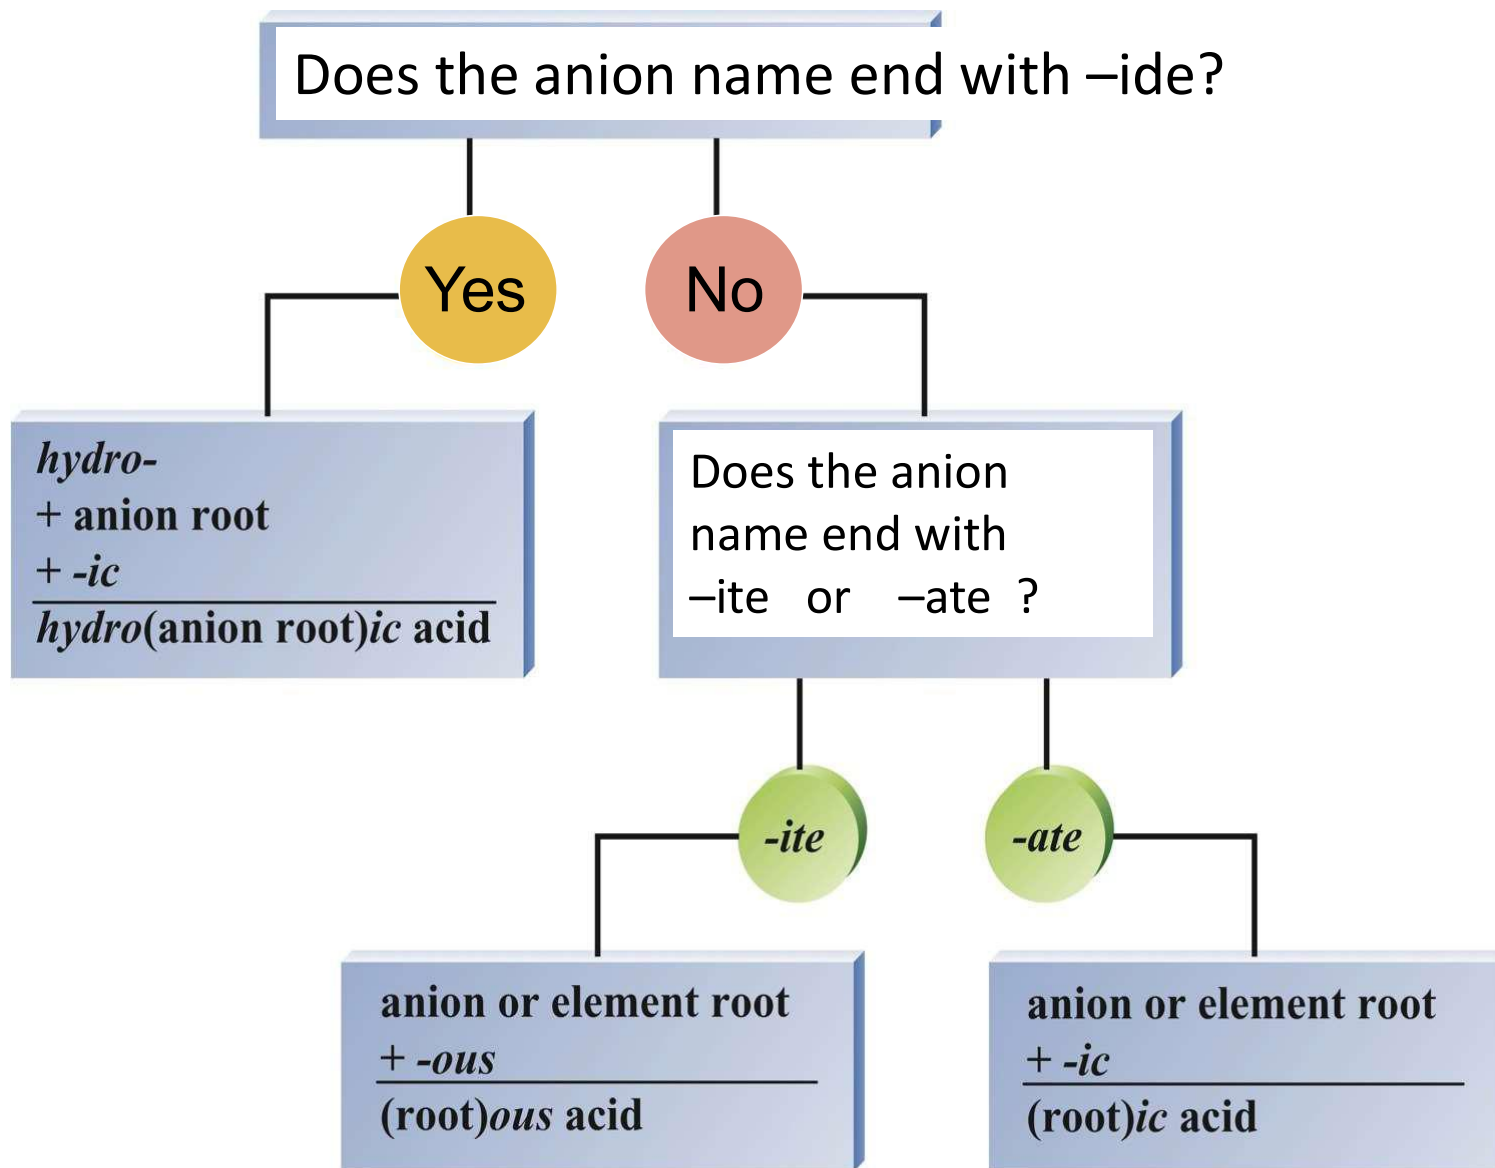 Does the anion name end with –ide?
Yes
No
hydro-
+ anion root
+ -ic
hydro(anion root)ic acid
Does the anion
name end with
–ite or –ate ?
-ite
-ate
anion or element root
+ -ous
(root)ous acid
anion or element root
+ -ic
(root)ic acid